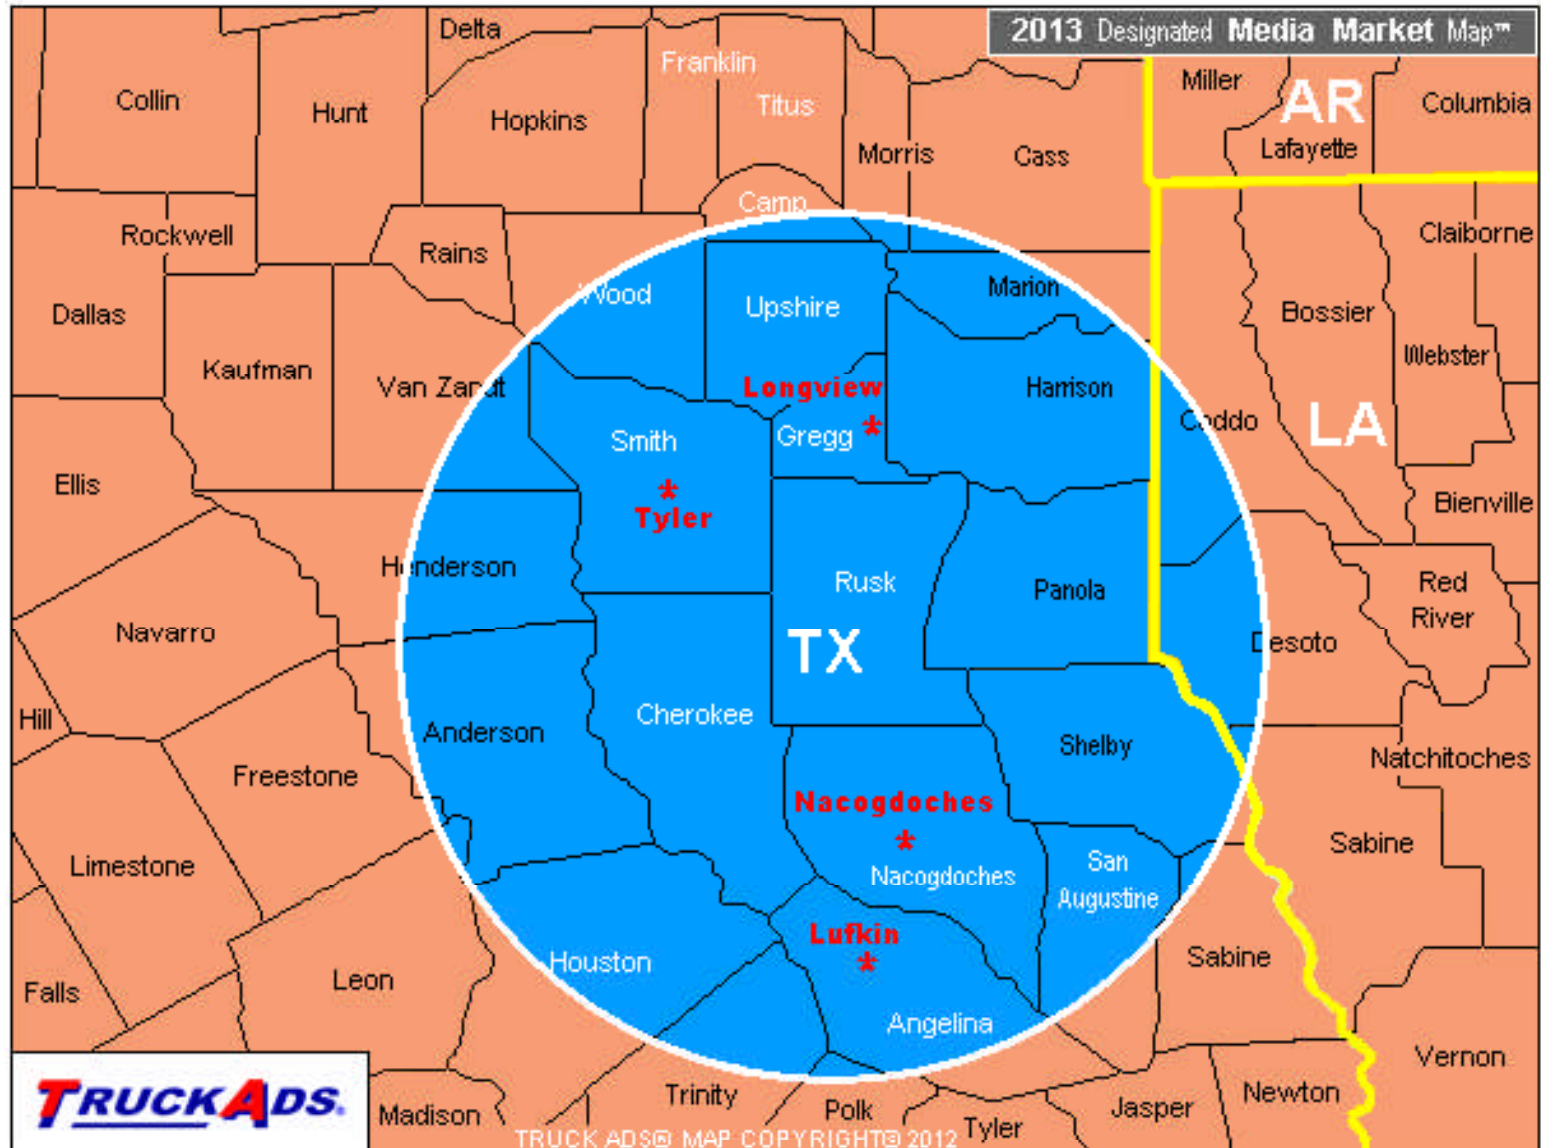 2013 Designated Media Market Map™
Delta
Franklin
Miller
AR
Collin
Hunt
Hopkins
Titus
Columbia
Morris
Cass
Lafayette
Camp
Rockwell
Rains
Claiborne
Wood
Upshire
Marion
Dallas
Bossier
Kaufman
Van Zandt
Longview
*
Harrison
Webster
Smith
Gregg
Coddo
LA
Ellis
*
Tyler
Bienville
Henderson
Rusk
Panola
Red
River
Navarro
TX
Desoto
Hill
Anderson
Cherokee
Shelby
Natchitoches
Freestone
Nacogdoches
*
Nacogdoches
San
Augustine
Sabine
Limestone
Lufkin
*
Houston
Sabine
Falls
Leon
Angelina
Vernon
TRUCKADS®
Madison
Trinity
Polk
Tyler
Jasper
Newton
TRUCK ADS® MAP COPYRIGHT© 2012